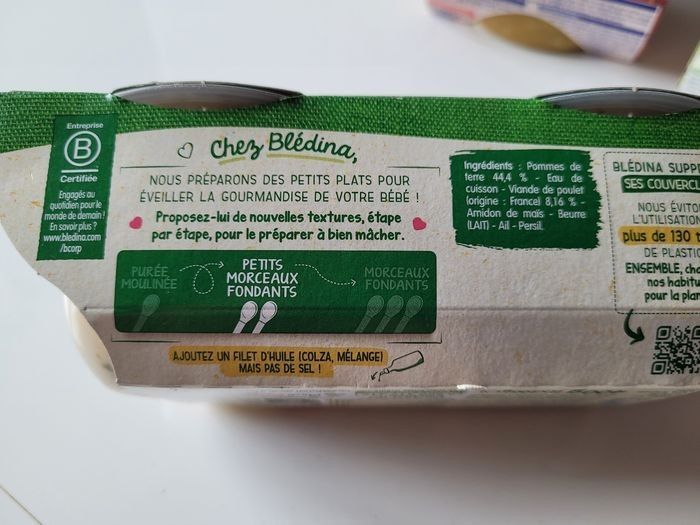 Entreprise
B
Certifiée
Engagés au
quotidien pour le
monde de demain !
En savoir plus ?
www.bledina.com
/bcorp
Chez Blédina,
NOUS PRÉPARONS DES PETITS PLATS POUR
ÉVEILLER LA GOURMANDISE DE VOTRE BÉBÉ !
Proposez-lui de nouvelles textures, étape
par étape, pour le préparer à bien mâcher.
PURÉE
MOULINÉE
PETITS
MORCEAUX
FONDANTS
MORCEAUX
FONDANTS
AJOUTEZ UN FILET D'HUILE (COLZA, MÉLANGE)
MAIS PAS DE SEL !
Ingrédients : Pommes de
terre 44,4 % - Eau de
cuisson - Viande de poulet
(origine : France) 8,16 % -
Amidon de maïs - Beurre
(LAIT) - Ail - Persil.
BLÉDINA SUPP
SES COUVERCL
NOUS ÉVITO
L'UTILISATION
plus de 130 t
DE PLASTIC
ENSEMBLE, cha
nos habitu
pour la plan